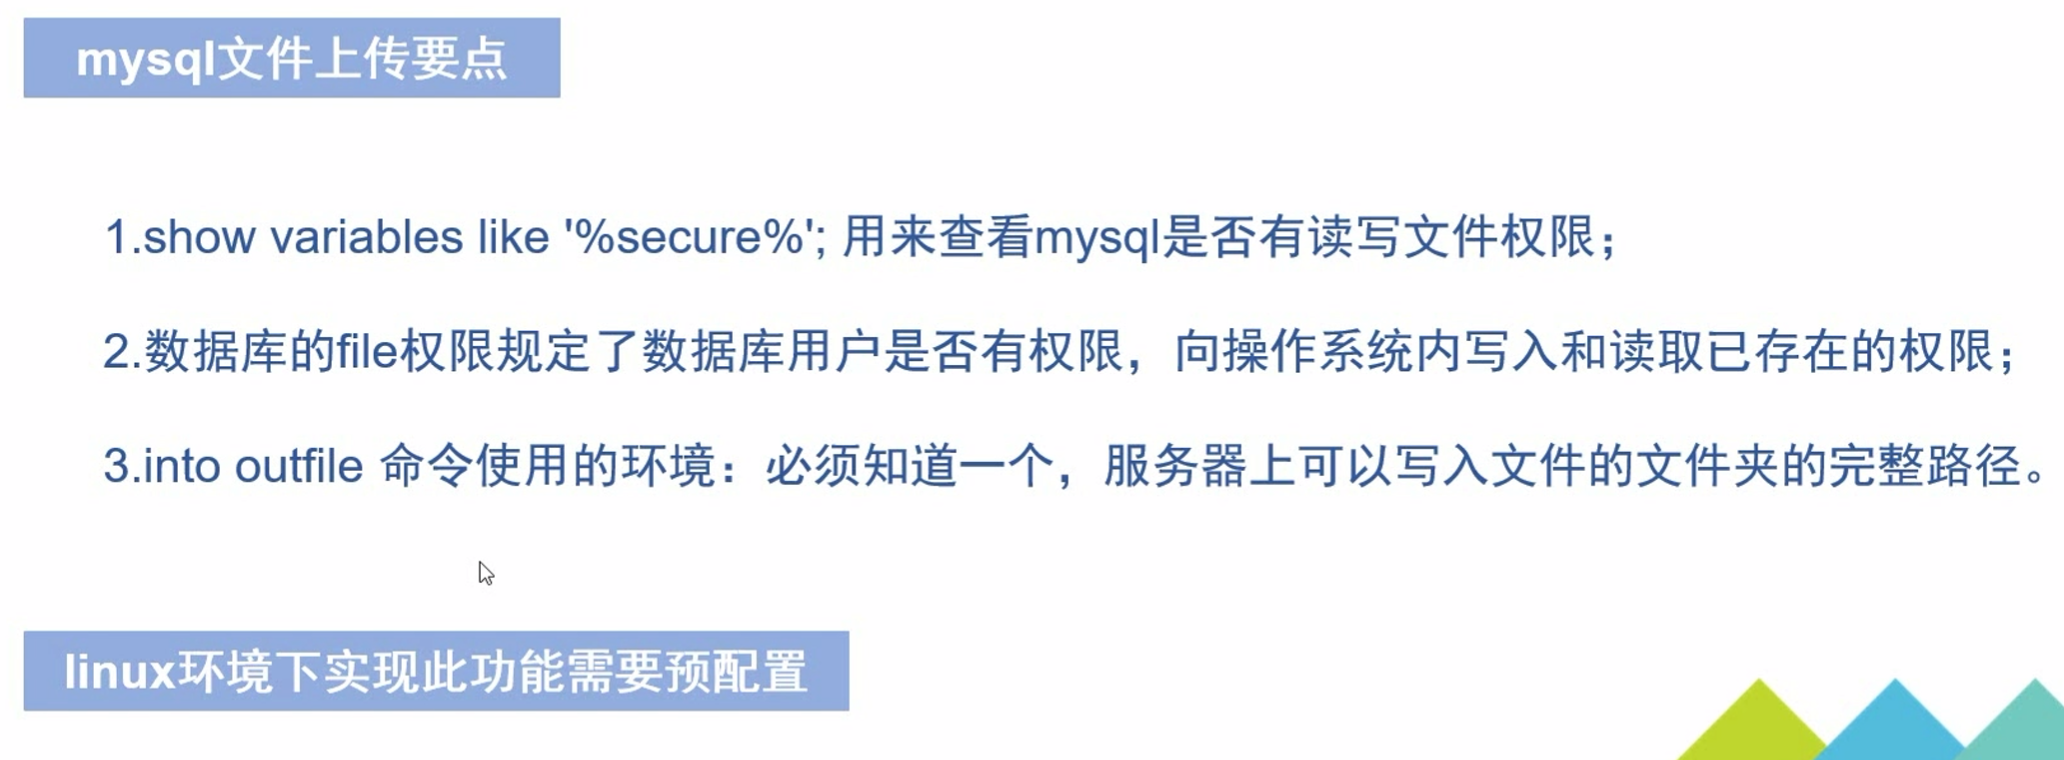 mysql文件上传要点
1.show variables like '%secure%'; 用来查看mysql是否有读写文件权限；
2.数据库的file权限规定了数据库用户是否有权限，向操作系统内写入和读取已存在的权限；
3.into outfile 命令使用的环境：必须知道一个，服务器上可以写入文件的文件夹的完整路径。
linux环境下实现此功能需要预配置